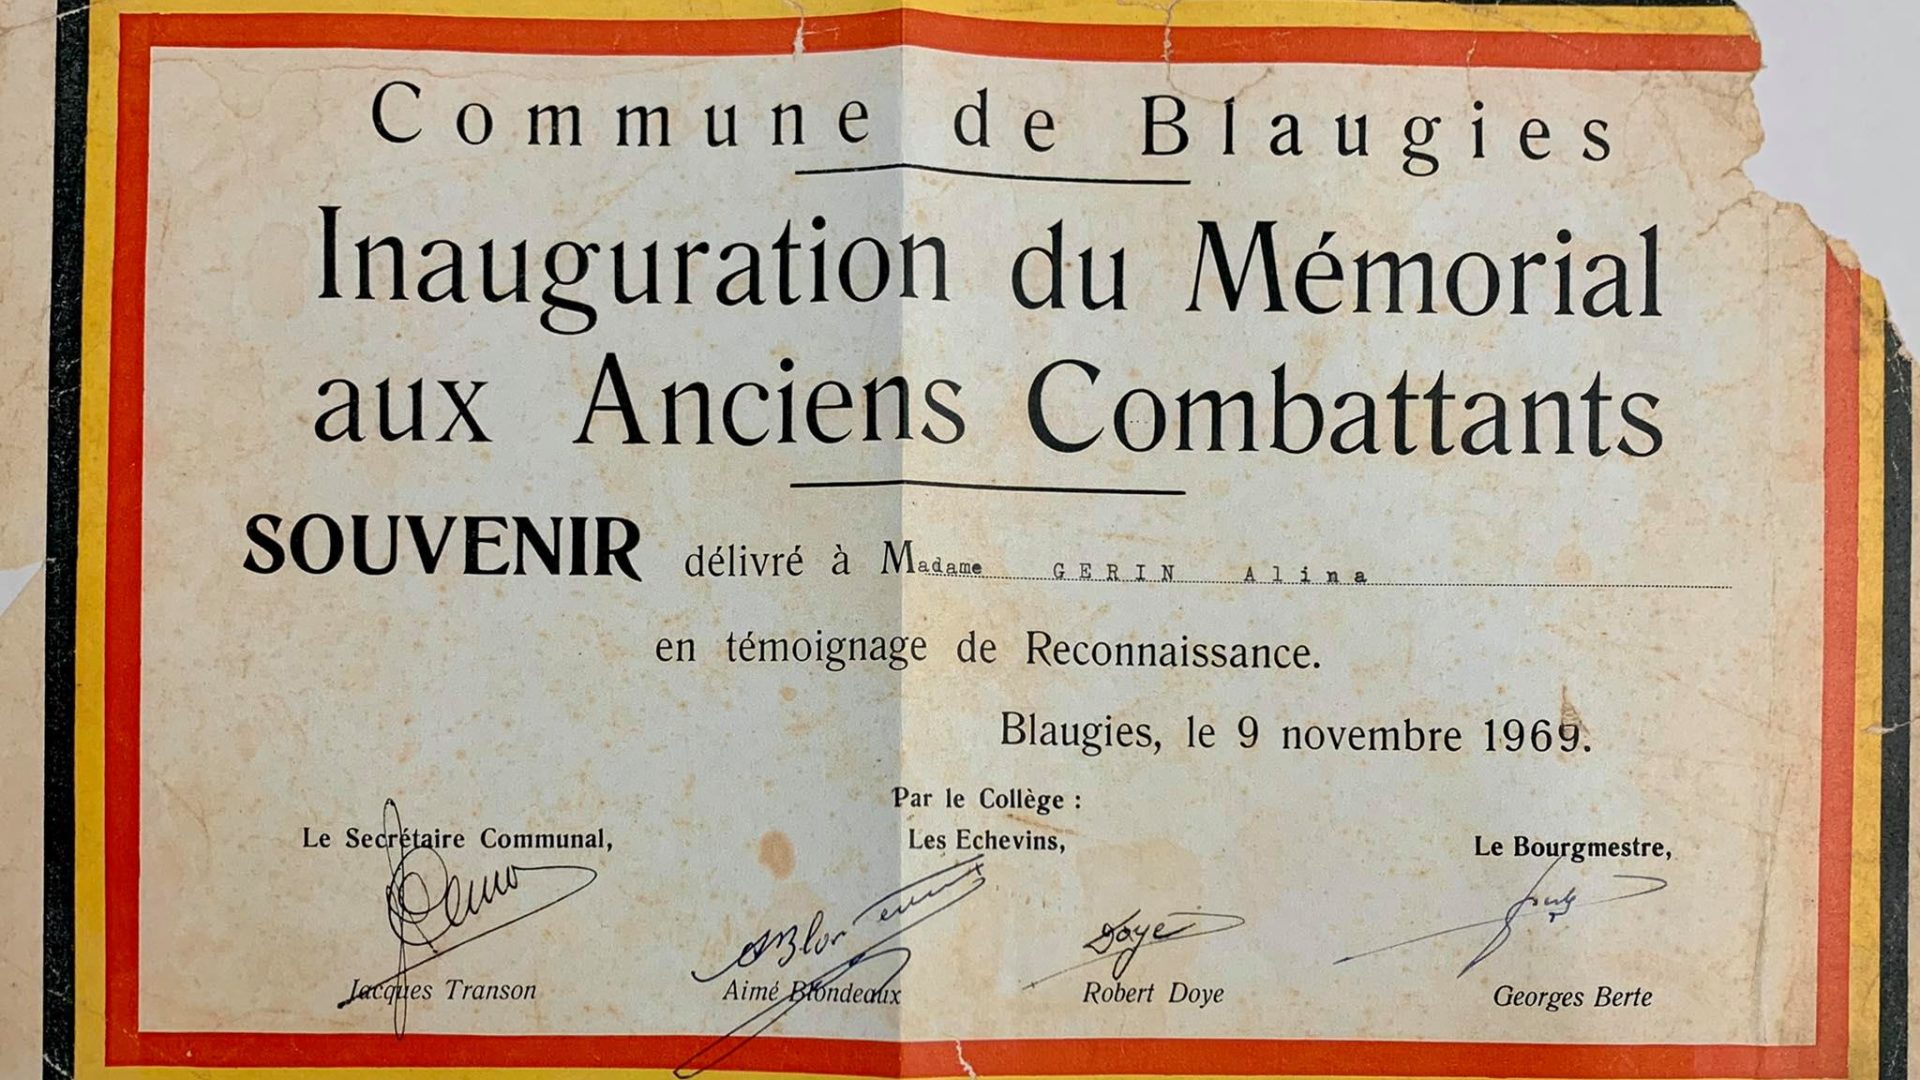 Commune de Blaugies
Inauguration du Mémorial
aux Anciens Combattants
SOUVENIR délivré à Madame GERIN Alina
en témoignage de Reconnaissance.
Blaugies, le 9 novembre 1969.
Par le Collège :
Le Secrétaire Communal, Les Echevins, Le Bourgmestre,
Doye
Jacques Transon Aimé Blondeaux Robert Doye Georges Berte